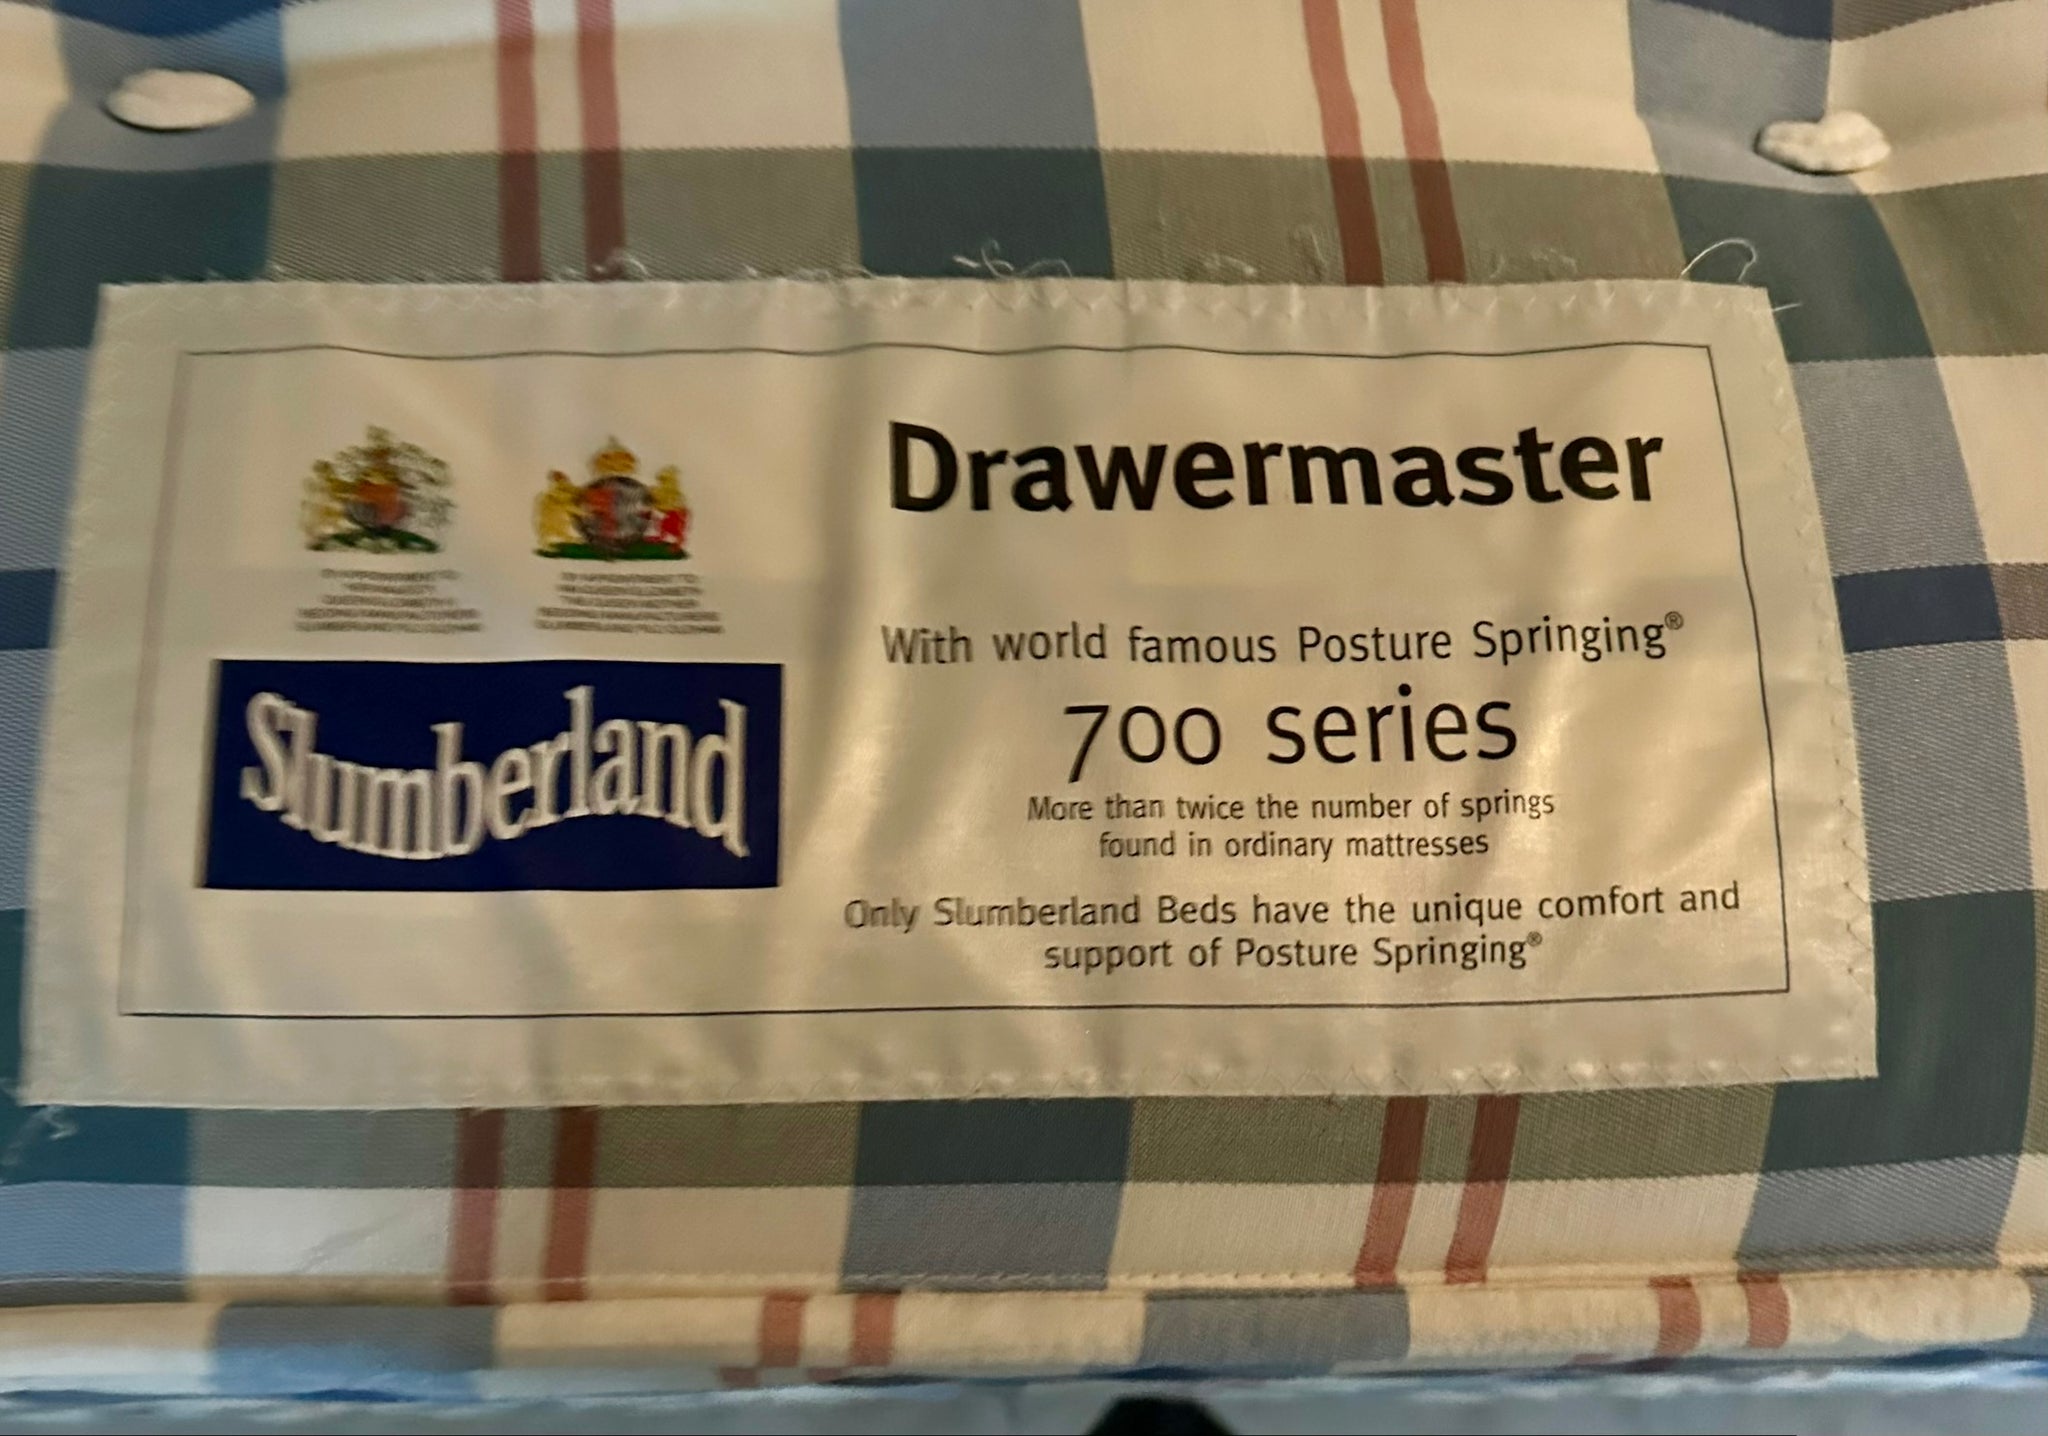 Slumberland
Drawermaster
With world famous Posture Springing®
700 series
More than twice the number of springs
found in ordinary mattresses
Only Slumberland Beds have the unique comfort and
support of Posture Springing®